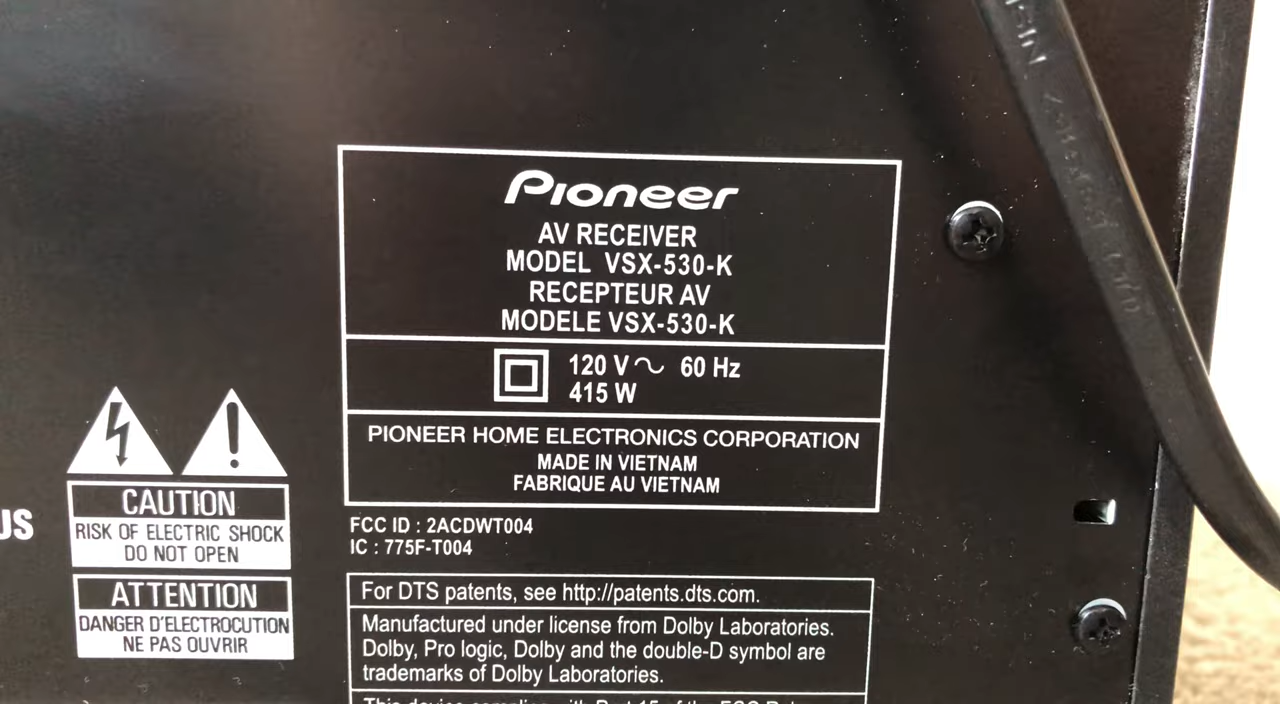 Pioneer
AV RECEIVER
MODEL VSX-530-K
RECEPTEUR AV
MODELE VSX-530-K
120 V 60 Hz
415 W
PIONEER HOME ELECTRONICS CORPORATION
MADE IN VIETNAM
FABRIQUE AU VIETNAM
FCC ID : 2ACDWT004
IC : 775F-T004
For DTS patents, see http://patents.dts.com.
Manufactured under license from Dolby Laboratories.
Dolby, Pro logic, Dolby and the double-D symbol are
trademarks of Dolby Laboratories.
CAUTION
RISK OF ELECTRIC SHOCK
DO NOT OPEN
ATTENTION
DANGER D'ELECTROCUTION
NE PAS OUVRIR